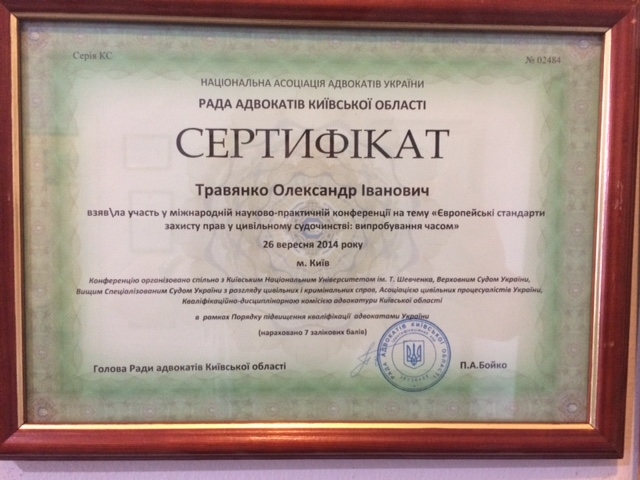 Серія КС
№ 02484
НАЦІОНАЛЬНА АСОЦІАЦІЯ АДВОКАТІВ УКРАЇНИ
РАДА АДВОКАТІВ КИЇВСЬКОЇ ОБЛАСТІ
СЕРТИФІКАТ
Травянко Олександр Іванович
взяв\ла участь у міжнародній науково-практичній конференції на тему «Європейські стандарти
захисту прав у цивільному судочинстві: випробування часом»
26 вересня 2014 року
м. Київ
Конференцію організовано спільно з Київським Національним Університетом ім. Т. Шевченка, Верховним Судом України,
Вищим Спеціалізованим Судом України з розгляду цивільних і кримінальних справ, Асоціацією цивільних процесуалістів України,
Кваліфікаційно-дисциплінарною комісією адвокатури Київської області
в рамках Порядку підвищення кваліфікації адвокатами України
(нараховано 7 залікових балів)
Голова Ради адвокатів Київської області
П.А.Бойко
РАДА АДВОКАТІВ КИЇВСЬКОЇ ОБЛАСТІ